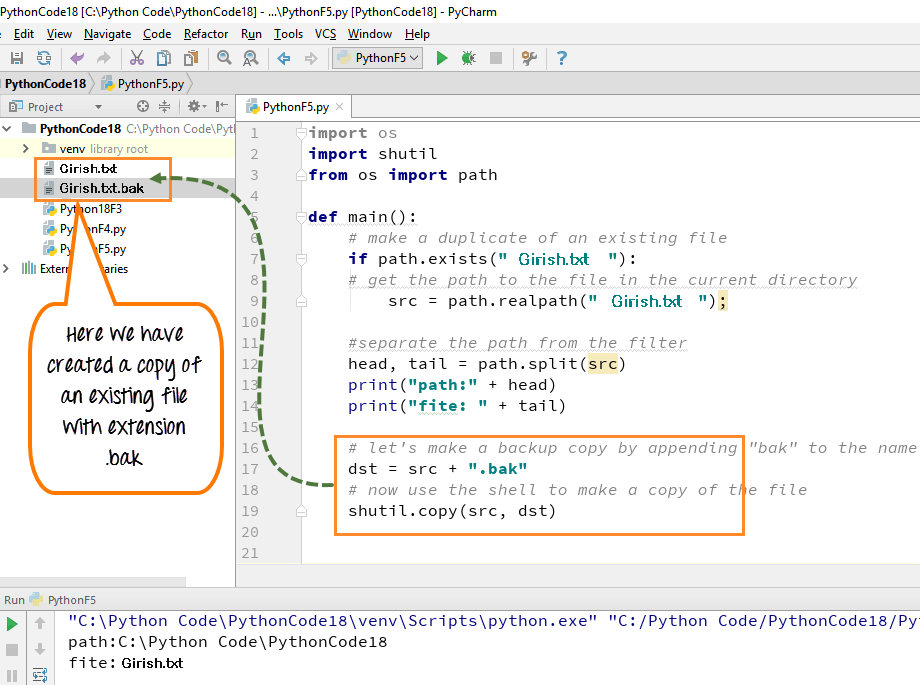 PythonCode18 [C:\Python Code\PythonCode18] - ...\PythonF5.py [PythonCode18] - PyCharm
Edit View Navigate Code Refactor Run Tools VCS Window Help
PythonF5
PythonCode18 PythonF5.py
Project
PythonF5.py
PythonCode18 C:\Python Code\Pyth
venv library root
Girish.txt
Girish.txt.bak
Python18F3
PythonF4.py
PythonF5.py
Here we have
created a copy of
an existing file
with extension
.bak
1 import os
2 import shutil
3 from os import path
4
5 def main():
6 # make a duplicate of an existing file
7 if path.exists(" Girish.txt "):
8 # get the path to the file in the current directory
9 src = path.realpath(" Girish.txt ");
10
11 #separate the path from the filter
12 head, tail = path.split(src)
13 print("path:" + head)
14 print("fite: " + tail)
15
16 # let's make a backup copy by appending "bak" to the name
17 dst = src + ".bak"
18 # now use the shell to make a copy of the file
19 shutil.copy(src, dst)
20
21
Run PythonF5
"C:\Python Code\PythonCode18\venv\Scripts\python.exe" "C:/Python Code/PythonCode18/Py
path:C:\Python Code\PythonCode18
fite: Girish.txt